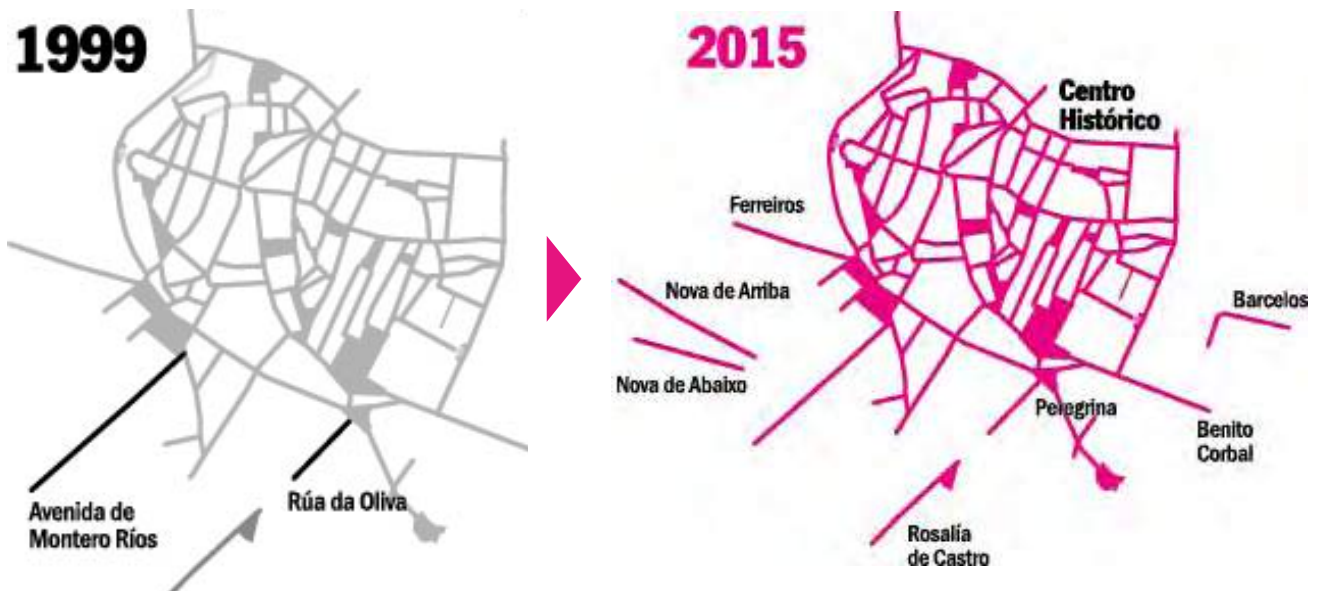 1999
Avenida de
Montero Ríos
Rúa da Oliva
2015
Centro
Histórico
Ferreiros
Nova de Arriba
Nova de Abaixo
Barcelos
Peregrina
Benito
Corbal
Rosalía
de Castro